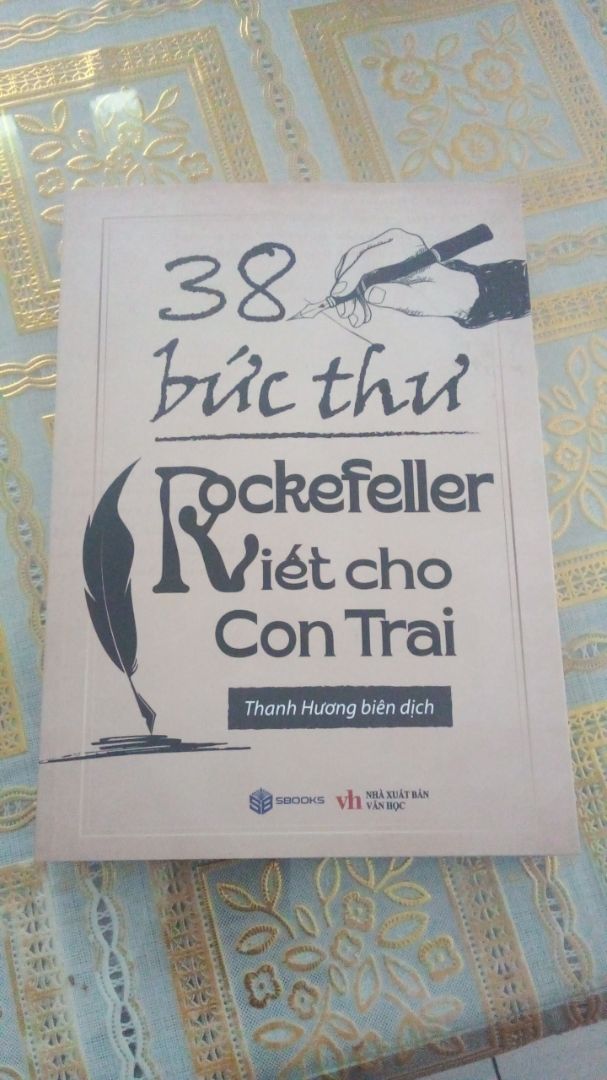 38
bức thư
Rockefeller
Viết cho
Con Trai
Thanh Hương biên dịch
SBOOKS
vh NHÀ XUẤT BẢN
VĂN HỌC